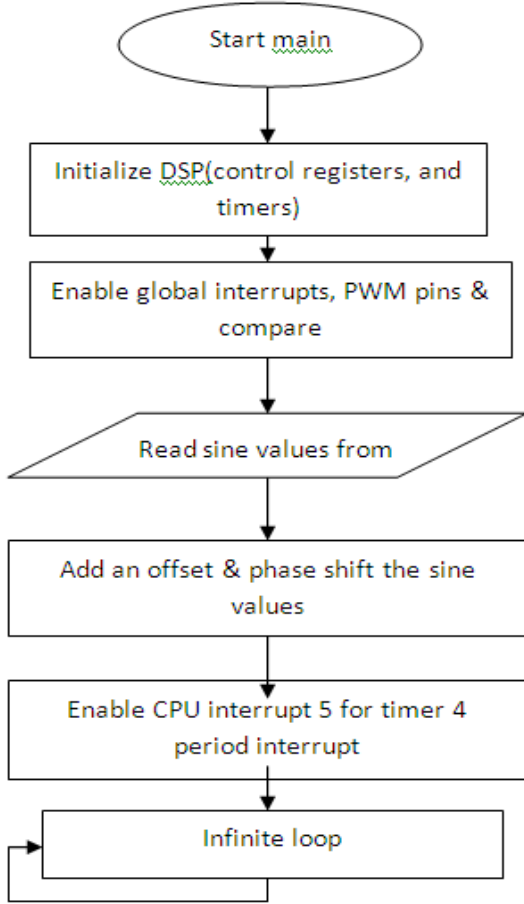 Start main
Initialize DSP(control registers, and
timers)
Enable global interrupts, PWM pins &
compare
Read sine values from
Add an offset & phase shift the sine
values
Enable CPU interrupt 5 for timer 4
period interrupt
Infinite loop